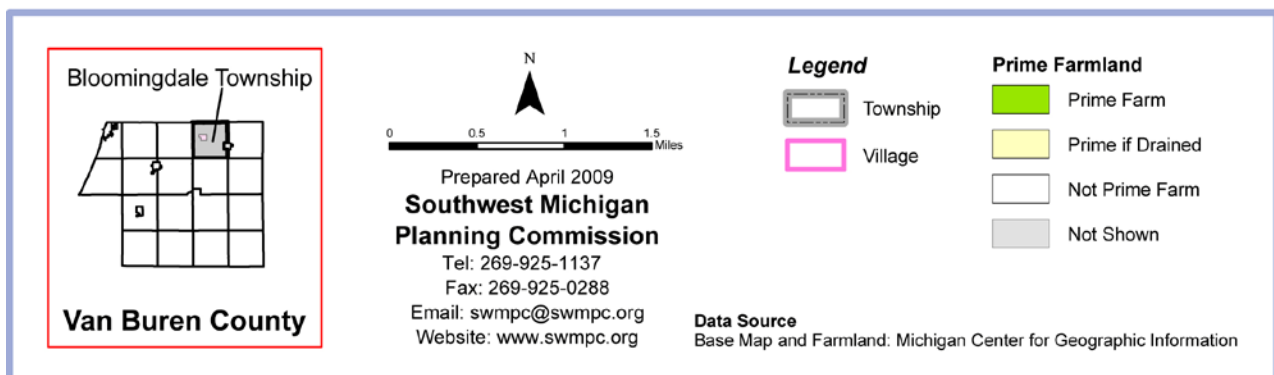 Bloomingdale Township
Van Buren County
N
0 0.5 1 1.5
Miles
Prepared April 2009
Southwest Michigan
Planning Commission
Tel: 269-925-1137
Fax: 269-925-0288
Email: swmpc@swmpc.org
Website: www.swmpc.org
Legend
Township
Village
Prime Farmland
Prime Farm
Prime if Drained
Not Prime Farm
Not Shown
Data Source
Base Map and Farmland: Michigan Center for Geographic Information